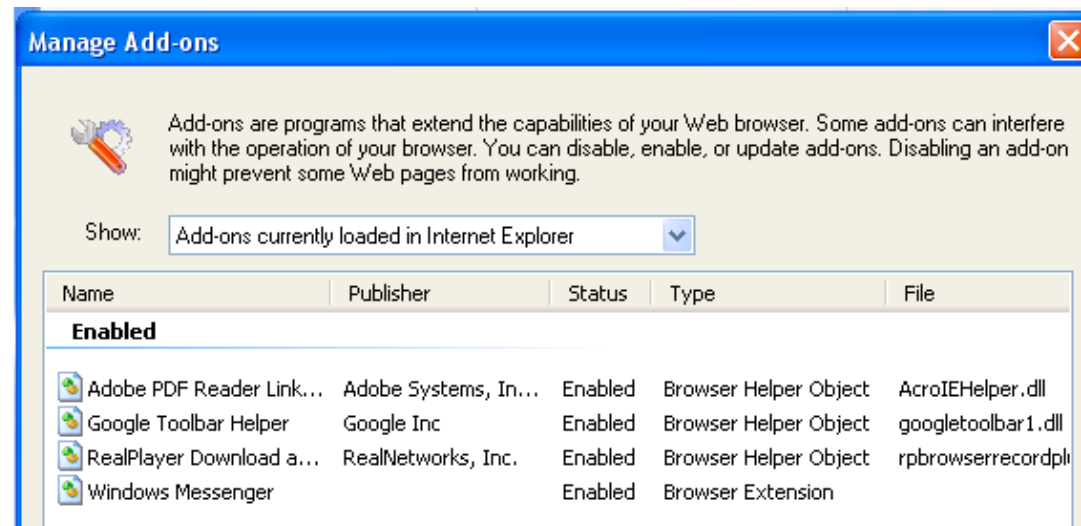 Manage Add-ons
Add-ons are programs that extend the capabilities of your Web browser. Some add-ons can interfere
with the operation of your browser. You can disable, enable, or update add-ons. Disabling an add-on
might prevent some Web pages from working.
Show: Add-ons currently loaded in Internet Explorer
Name Publisher Status Type File
Enabled
Adobe PDF Reader Link... Adobe Systems, In... Enabled Browser Helper Object AcroIEHelper.dll
Google Toolbar Helper Google Inc Enabled Browser Helper Object googletoolbar1.dll
RealPlayer Download a... RealNetworks, Inc. Enabled Browser Helper Object rpbrowserrecordpl
Windows Messenger Enabled Browser Extension